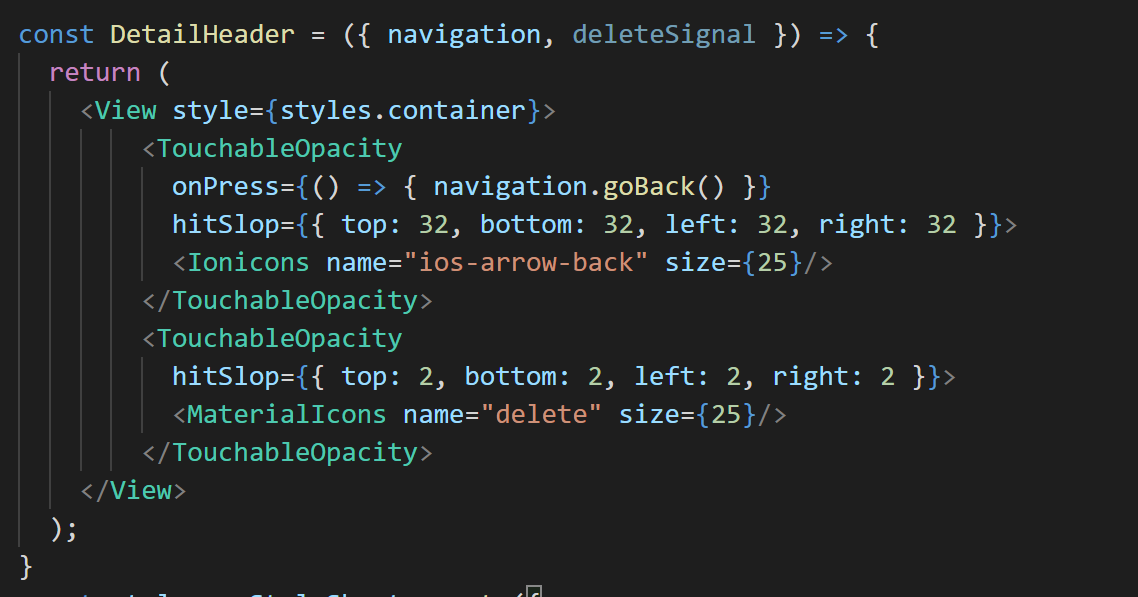 const DetailHeader = ({ navigation, deleteSignal }) => {
return (
<View style={styles.container}>
<TouchableOpacity
onPress={() => { navigation.goBack() }}
hitSlop={{ top: 32, bottom: 32, left: 32, right: 32 }}>
<Ionicons name="ios-arrow-back" size={25}/>
</TouchableOpacity>
<TouchableOpacity
hitSlop={{ top: 2, bottom: 2, left: 2, right: 2 }}>
<MaterialIcons name="delete" size={25}/>
</TouchableOpacity>
</View>
);
}